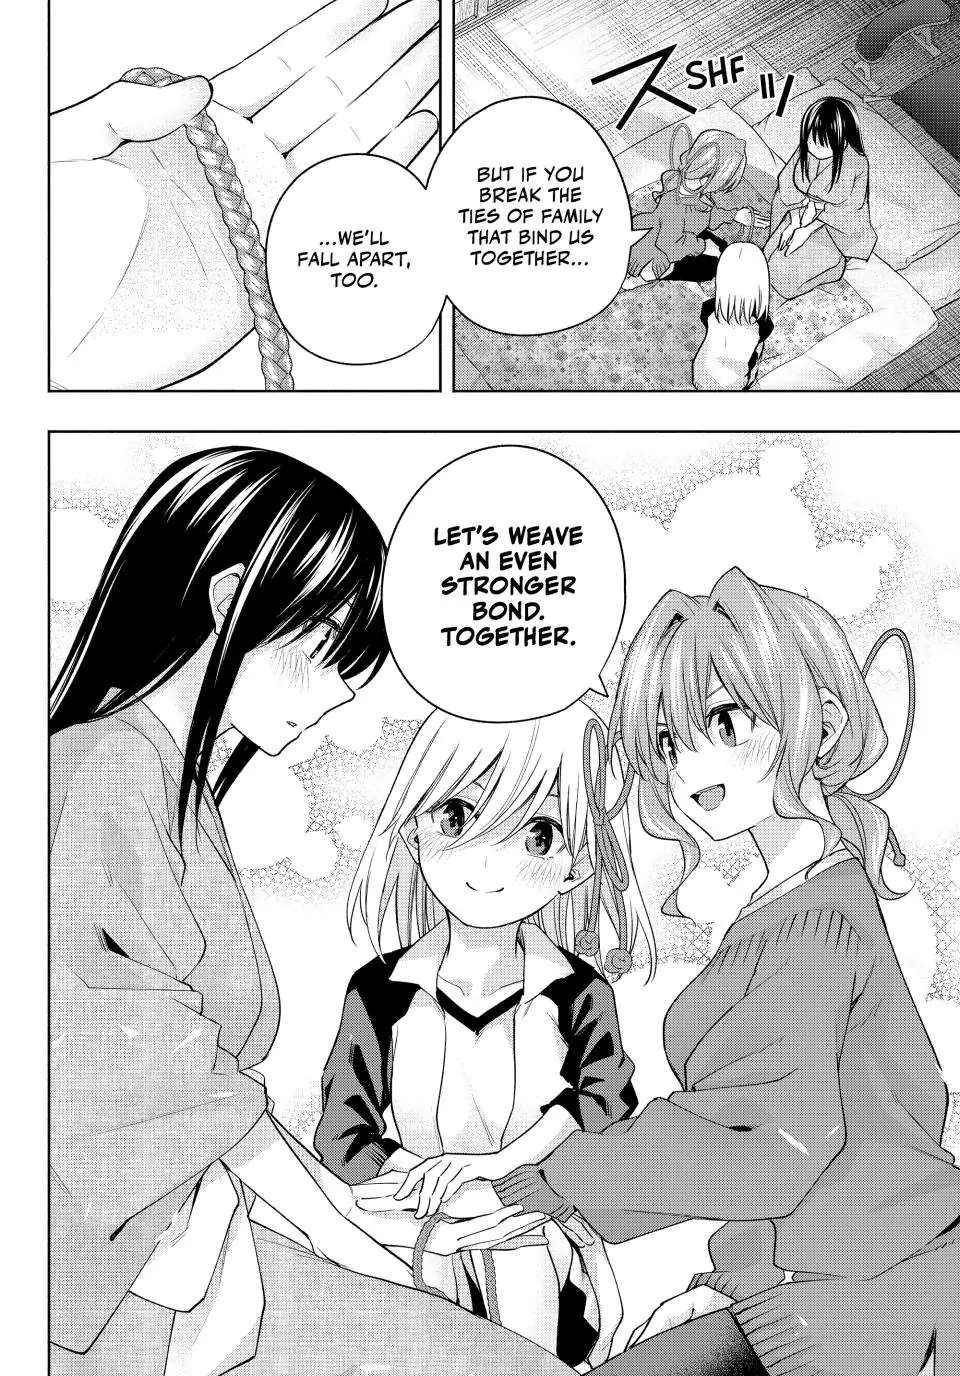 ス
SHF
BUT IF YOU
BREAK THE
TIES OF FAMILY
THAT BIND US
TOGETHER...
...WE'LL
FALL APART,
TOO.
LET'S WEAVE
AN EVEN
STRONGER
BOND.
TOGETHER.